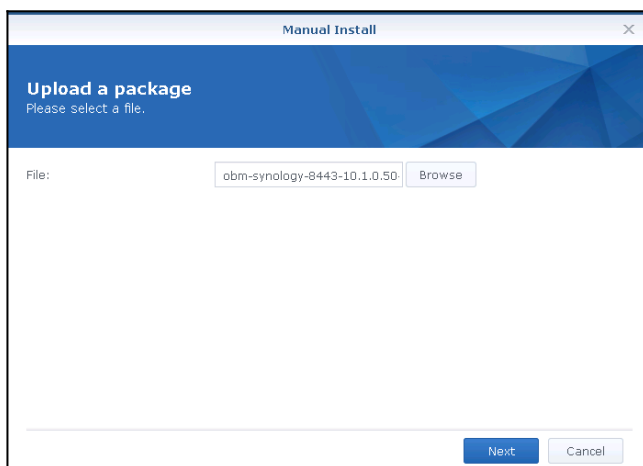 Manual Install
Upload a package
Please select a file.
File: obm-synology-8443-10.1.0.50- Browse
Next Cancel